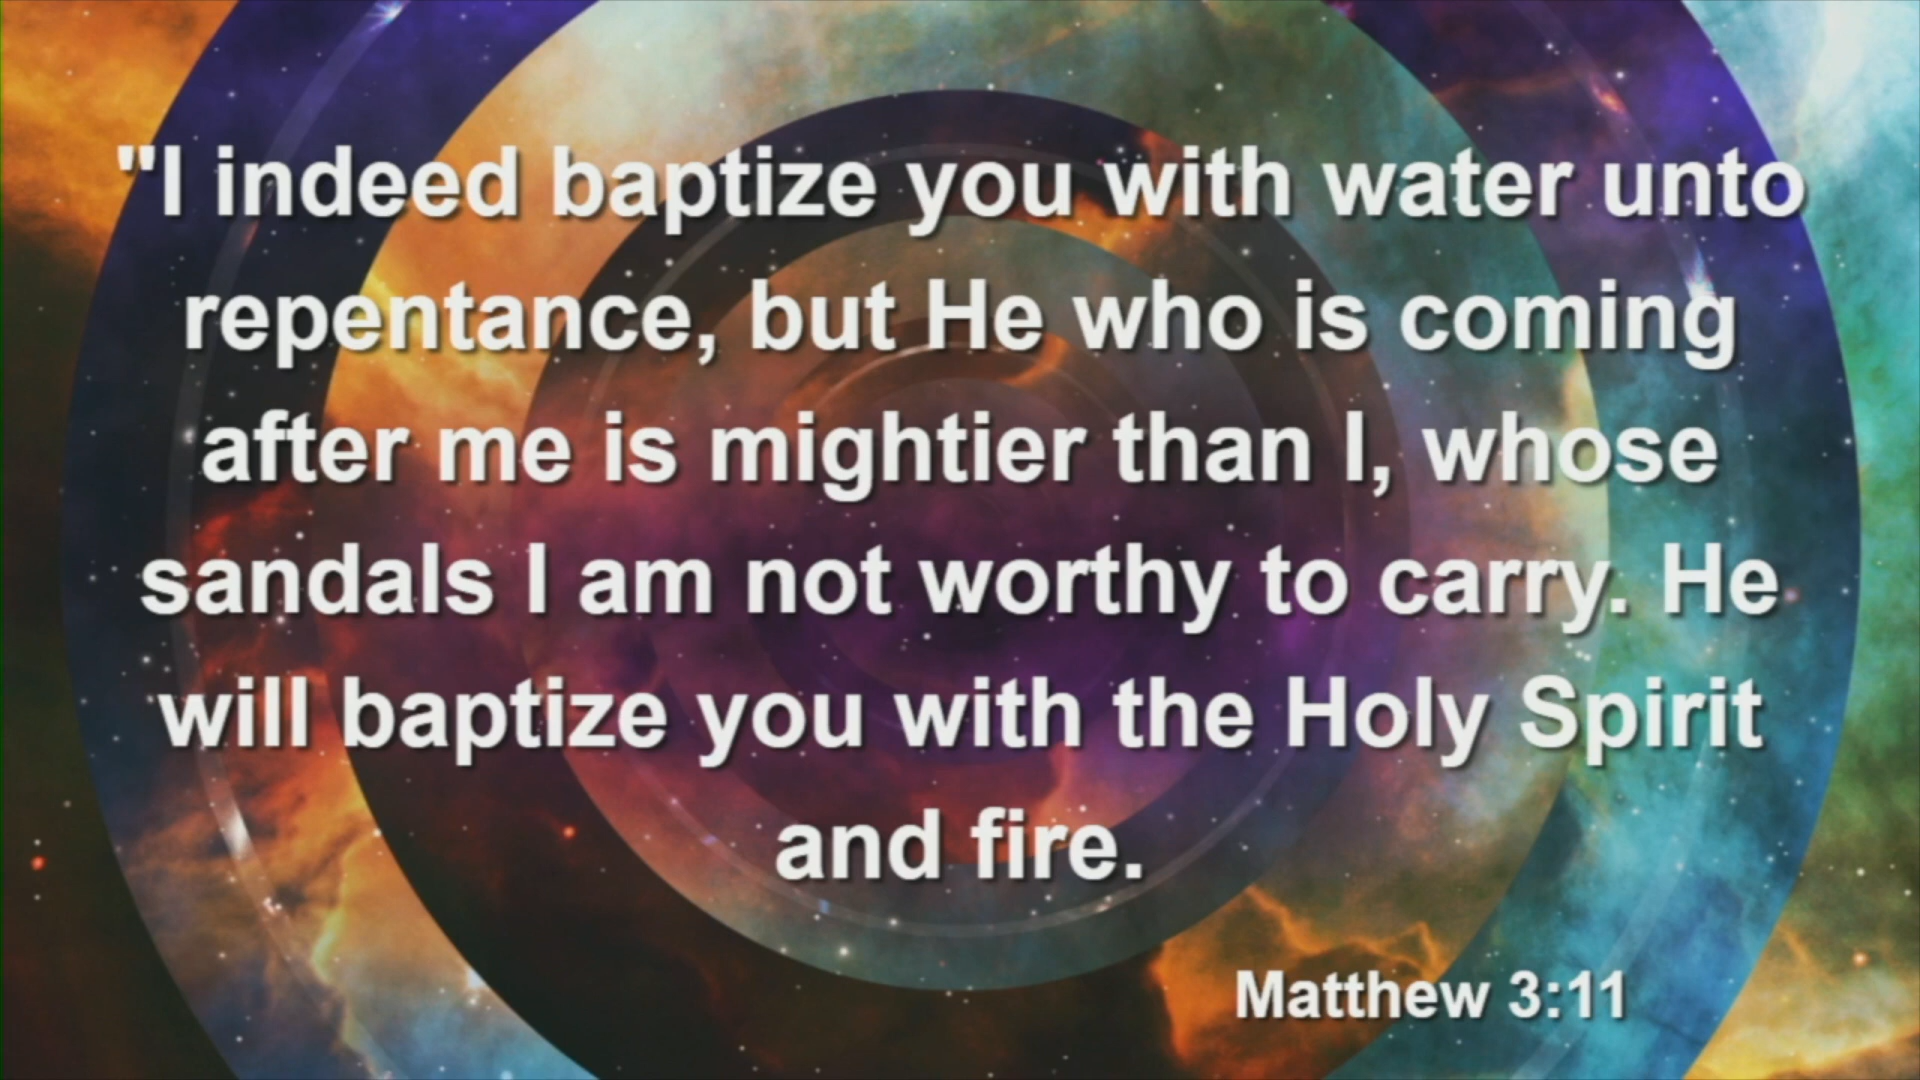 "I indeed baptize you with water unto
repentance, but He who is coming
after me is mightier than I, whose
sandals I am not worthy to carry. He
will baptize you with the Holy Spirit
and fire.
Matthew 3:11